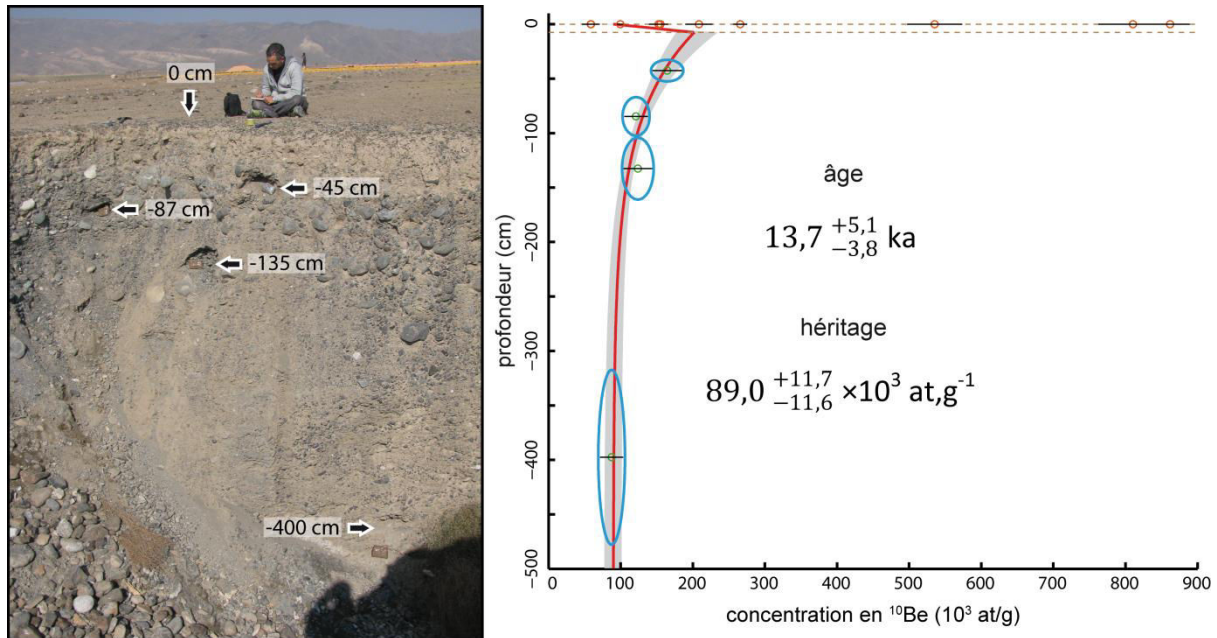 0 cm
-45 cm
-87 cm
-135 cm
-400 cm
profondeur (cm)
0
-100
-200
-300
-400
-500
âge
13,7 +5,1 −3,8 ka
héritage
89,0 +11,7 −11,6 ×10³ at,g⁻¹
0 100 200 300 400 500 600 700 800 900
concentration en ¹⁰Be (10³ at/g)